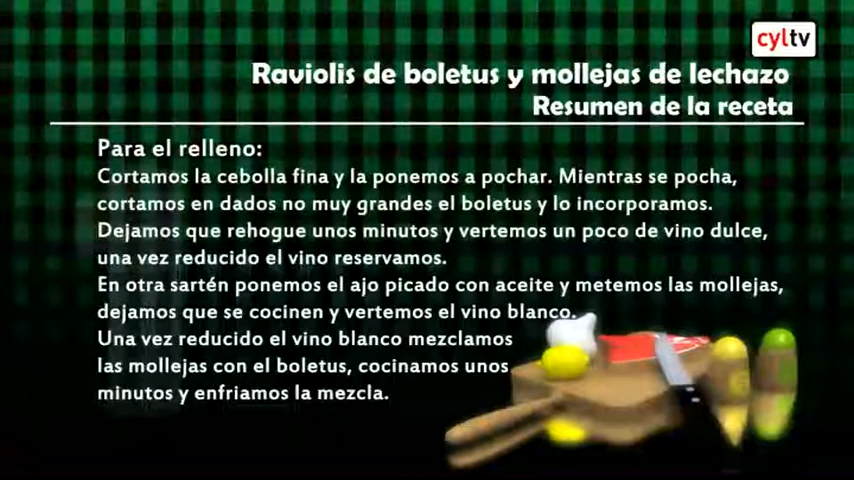 cyltv
Raviolis de boletus y mollejas de lechazo
Resumen de la receta
Para el relleno:
Cortamos la cebolla fina y la ponemos a pochar. Mientras se pocha,
cortamos en dados no muy grandes el boletus y lo incorporamos.
Dejamos que rehogue unos minutos y vertemos un poco de vino dulce,
una vez reducido el vino reservamos.
En otra sartén ponemos el ajo picado con aceite y metemos las mollejas,
dejamos que se cocinen y vertemos el vino blanco.
Una vez reducido el vino blanco mezclamos
las mollejas con el boletus, cocinamos unos
minutos y enfriamos la mezcla.